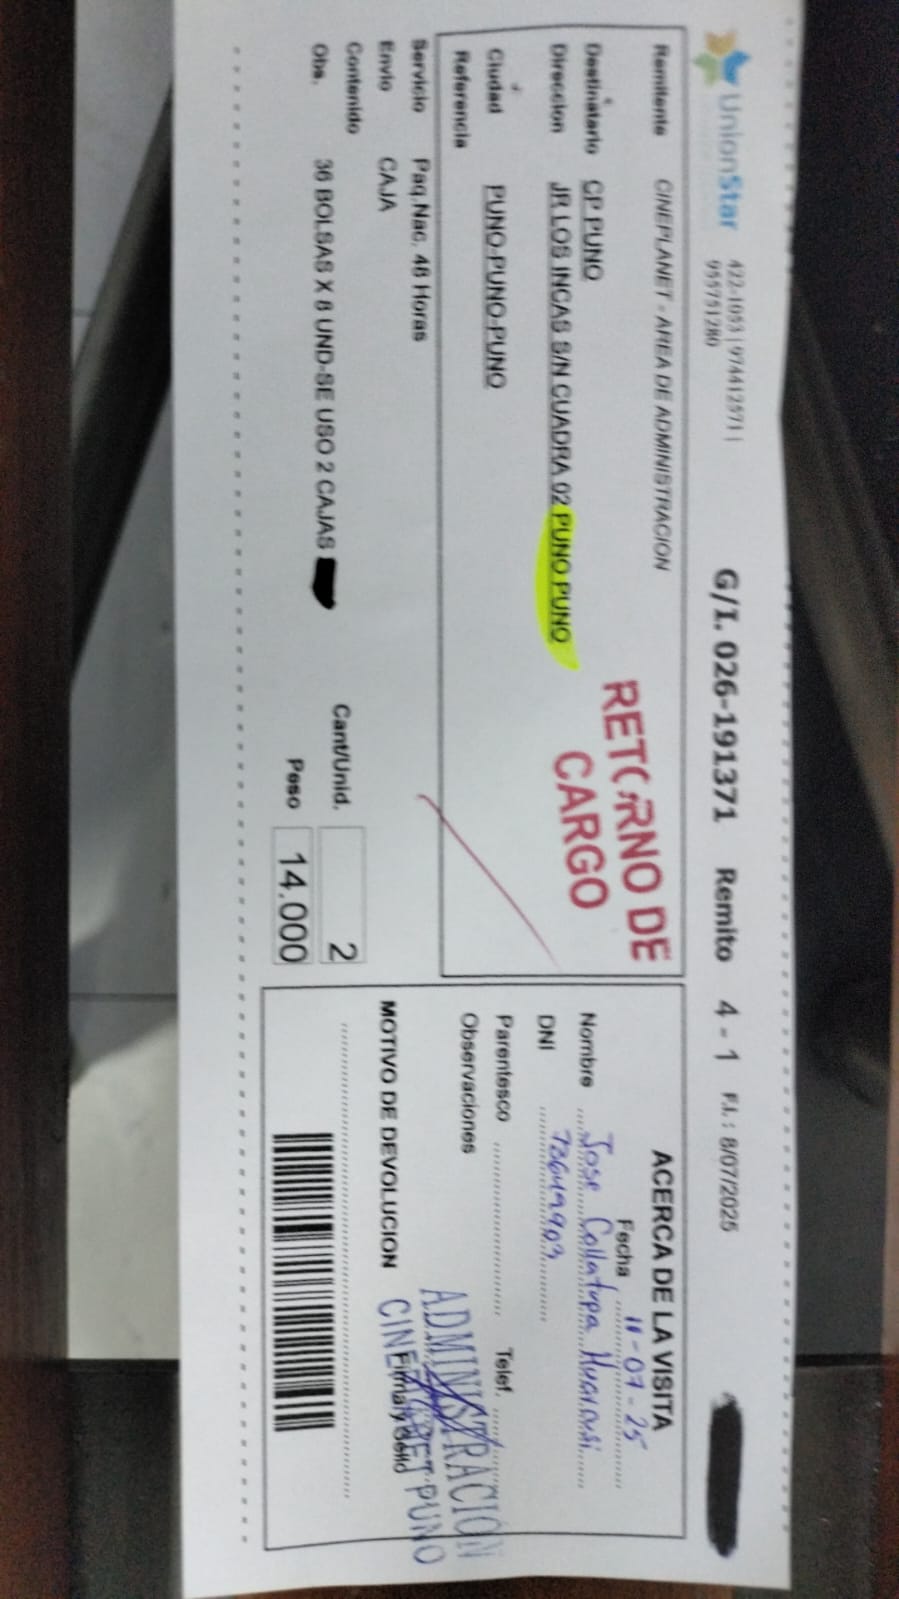 UnionStar
422-1053 | 974412571 |
955751280
G/I. 026-191371 Remito 4 - 1 F.I.: 8/07/2025
Remitente CINEPLANET - AREA DE ADMINISTRACION
Destinatario CP PUNO
Direccion JR LOS INCAS S/N CUADRA 02 PUNO PUNO
Ciudad PUNO-PUNO-PUNO
Referencia
RETORNO DE
CARGO
Servicio Paq.Nac. 48 Horas
Envio CAJA
Contenido
Obs. 36 BOLSAS X 8 UND-SE USO 2 CAJAS
Cant/Unid. 2
Peso 14.000
ACERCA DE LA VISITA
Fecha 11-07-25
Nombre Jose Collatupa
DNI
Parentesco Telef.
Observaciones
ADMINISTRACION
CINEPLANET-PUNO
MOTIVO DE DEVOLUCION
Firma y Sello